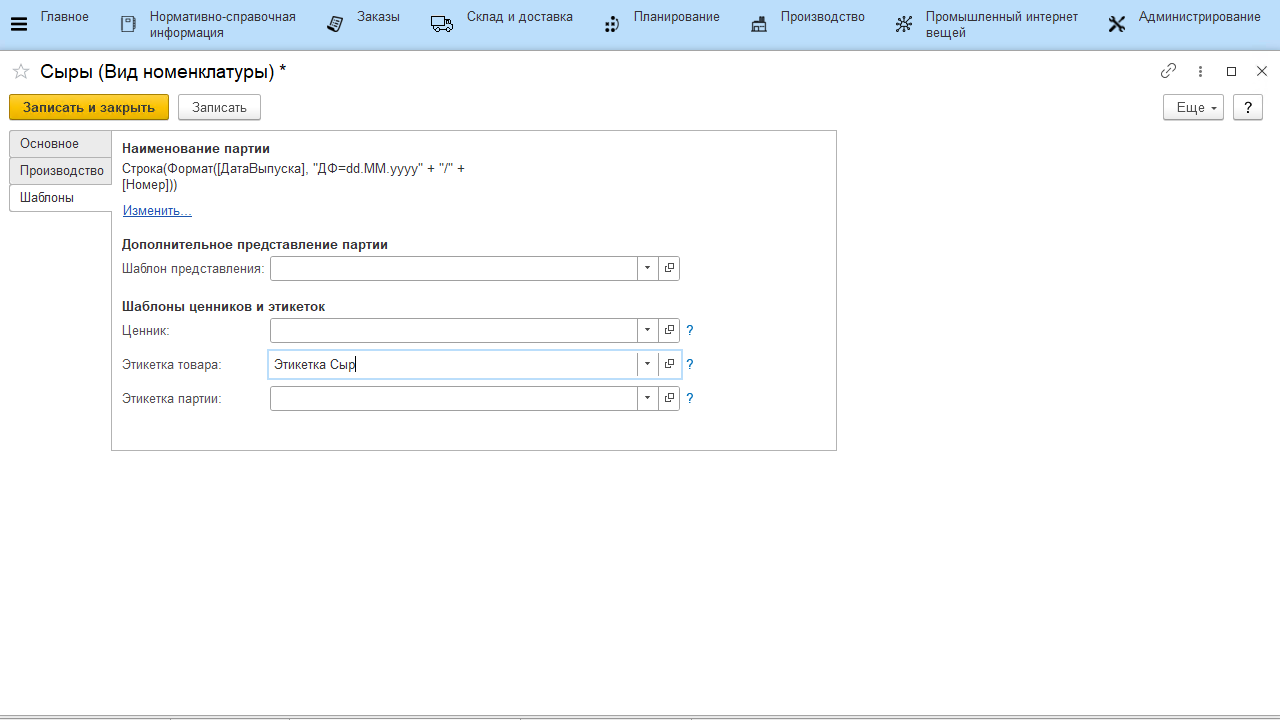 Главное
Нормативно-справочная
информация
Заказы
Склад и доставка
Планирование
Производство
Промышленный интернет
вещей
Администрирование
Сыры (Вид номенклатуры) *
Записать и закрыть
Записать
Еще
?
Основное
Производство
Шаблоны
Наименование партии
Строка(Формат([ДатаВыпуска], "ДФ=dd.MM.yyyy" + "/" +
[Номер]))
Изменить...
Дополнительное представление партии
Шаблон представления:
Шаблоны ценников и этикеток
Ценник: ?
Этикетка товара: Этикетка Сыр ?
Этикетка партии: ?